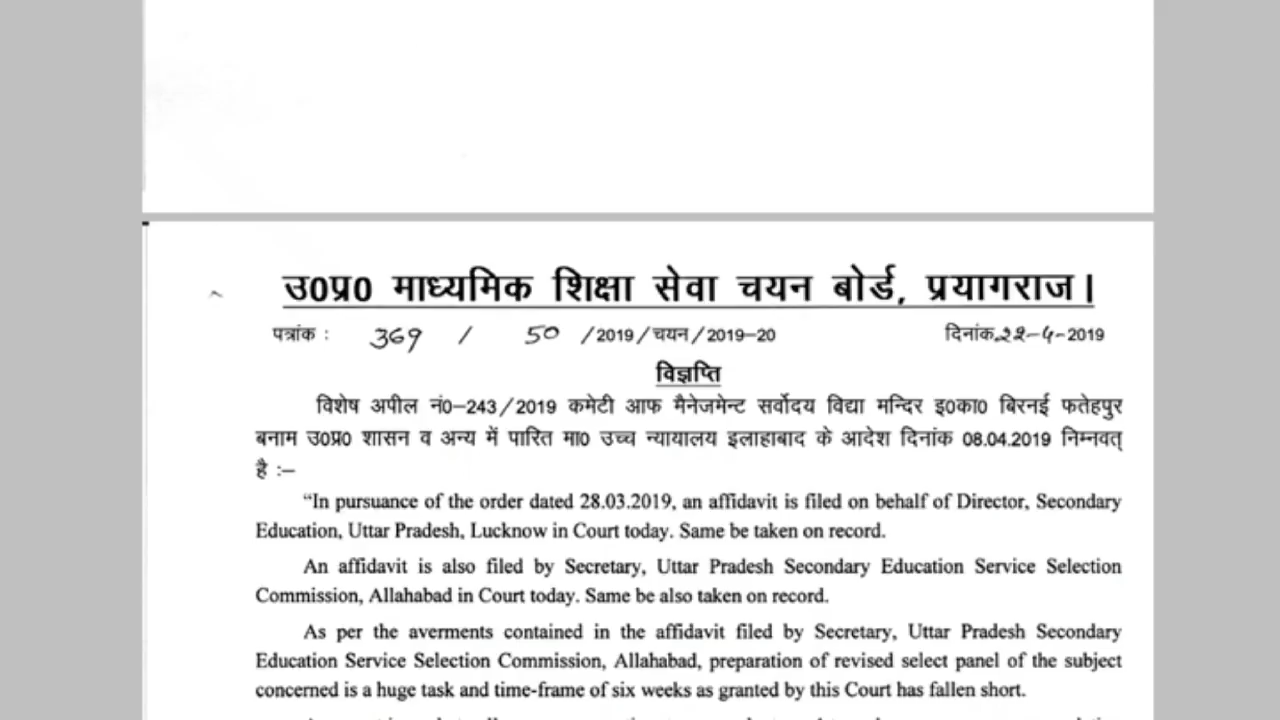 उ0प्र0 माध्यमिक शिक्षा सेवा चयन बोर्ड, प्रयागराज।
पत्रांक : 369 / 50 /2019/चयन/2019–20 दिनांक 22-4-2019
विज्ञप्ति
विशेष अपील नं0–243/2019 कमेटी आफ मैनेजमेन्ट सर्वोदय विद्या मन्दिर इ0का0 बिरनई फतेहपुर
बनाम उ0प्र0 शासन व अन्य में पारित मा0 उच्च न्यायालय इलाहाबाद के आदेश दिनांक 08.04.2019 निम्नवत्
है :–
“In pursuance of the order dated 28.03.2019, an affidavit is filed on behalf of Director, Secondary
Education, Uttar Pradesh, Lucknow in Court today. Same be taken on record.
An affidavit is also filed by Secretary, Uttar Pradesh Secondary Education Service Selection
Commission, Allahabad in Court today. Same be also taken on record.
As per the averments contained in the affidavit filed by Secretary, Uttar Pradesh Secondary
Education Service Selection Commission, Allahabad, preparation of revised select panel of the subject
concerned is a huge task and time-frame of six weeks as granted by this Court has fallen short.